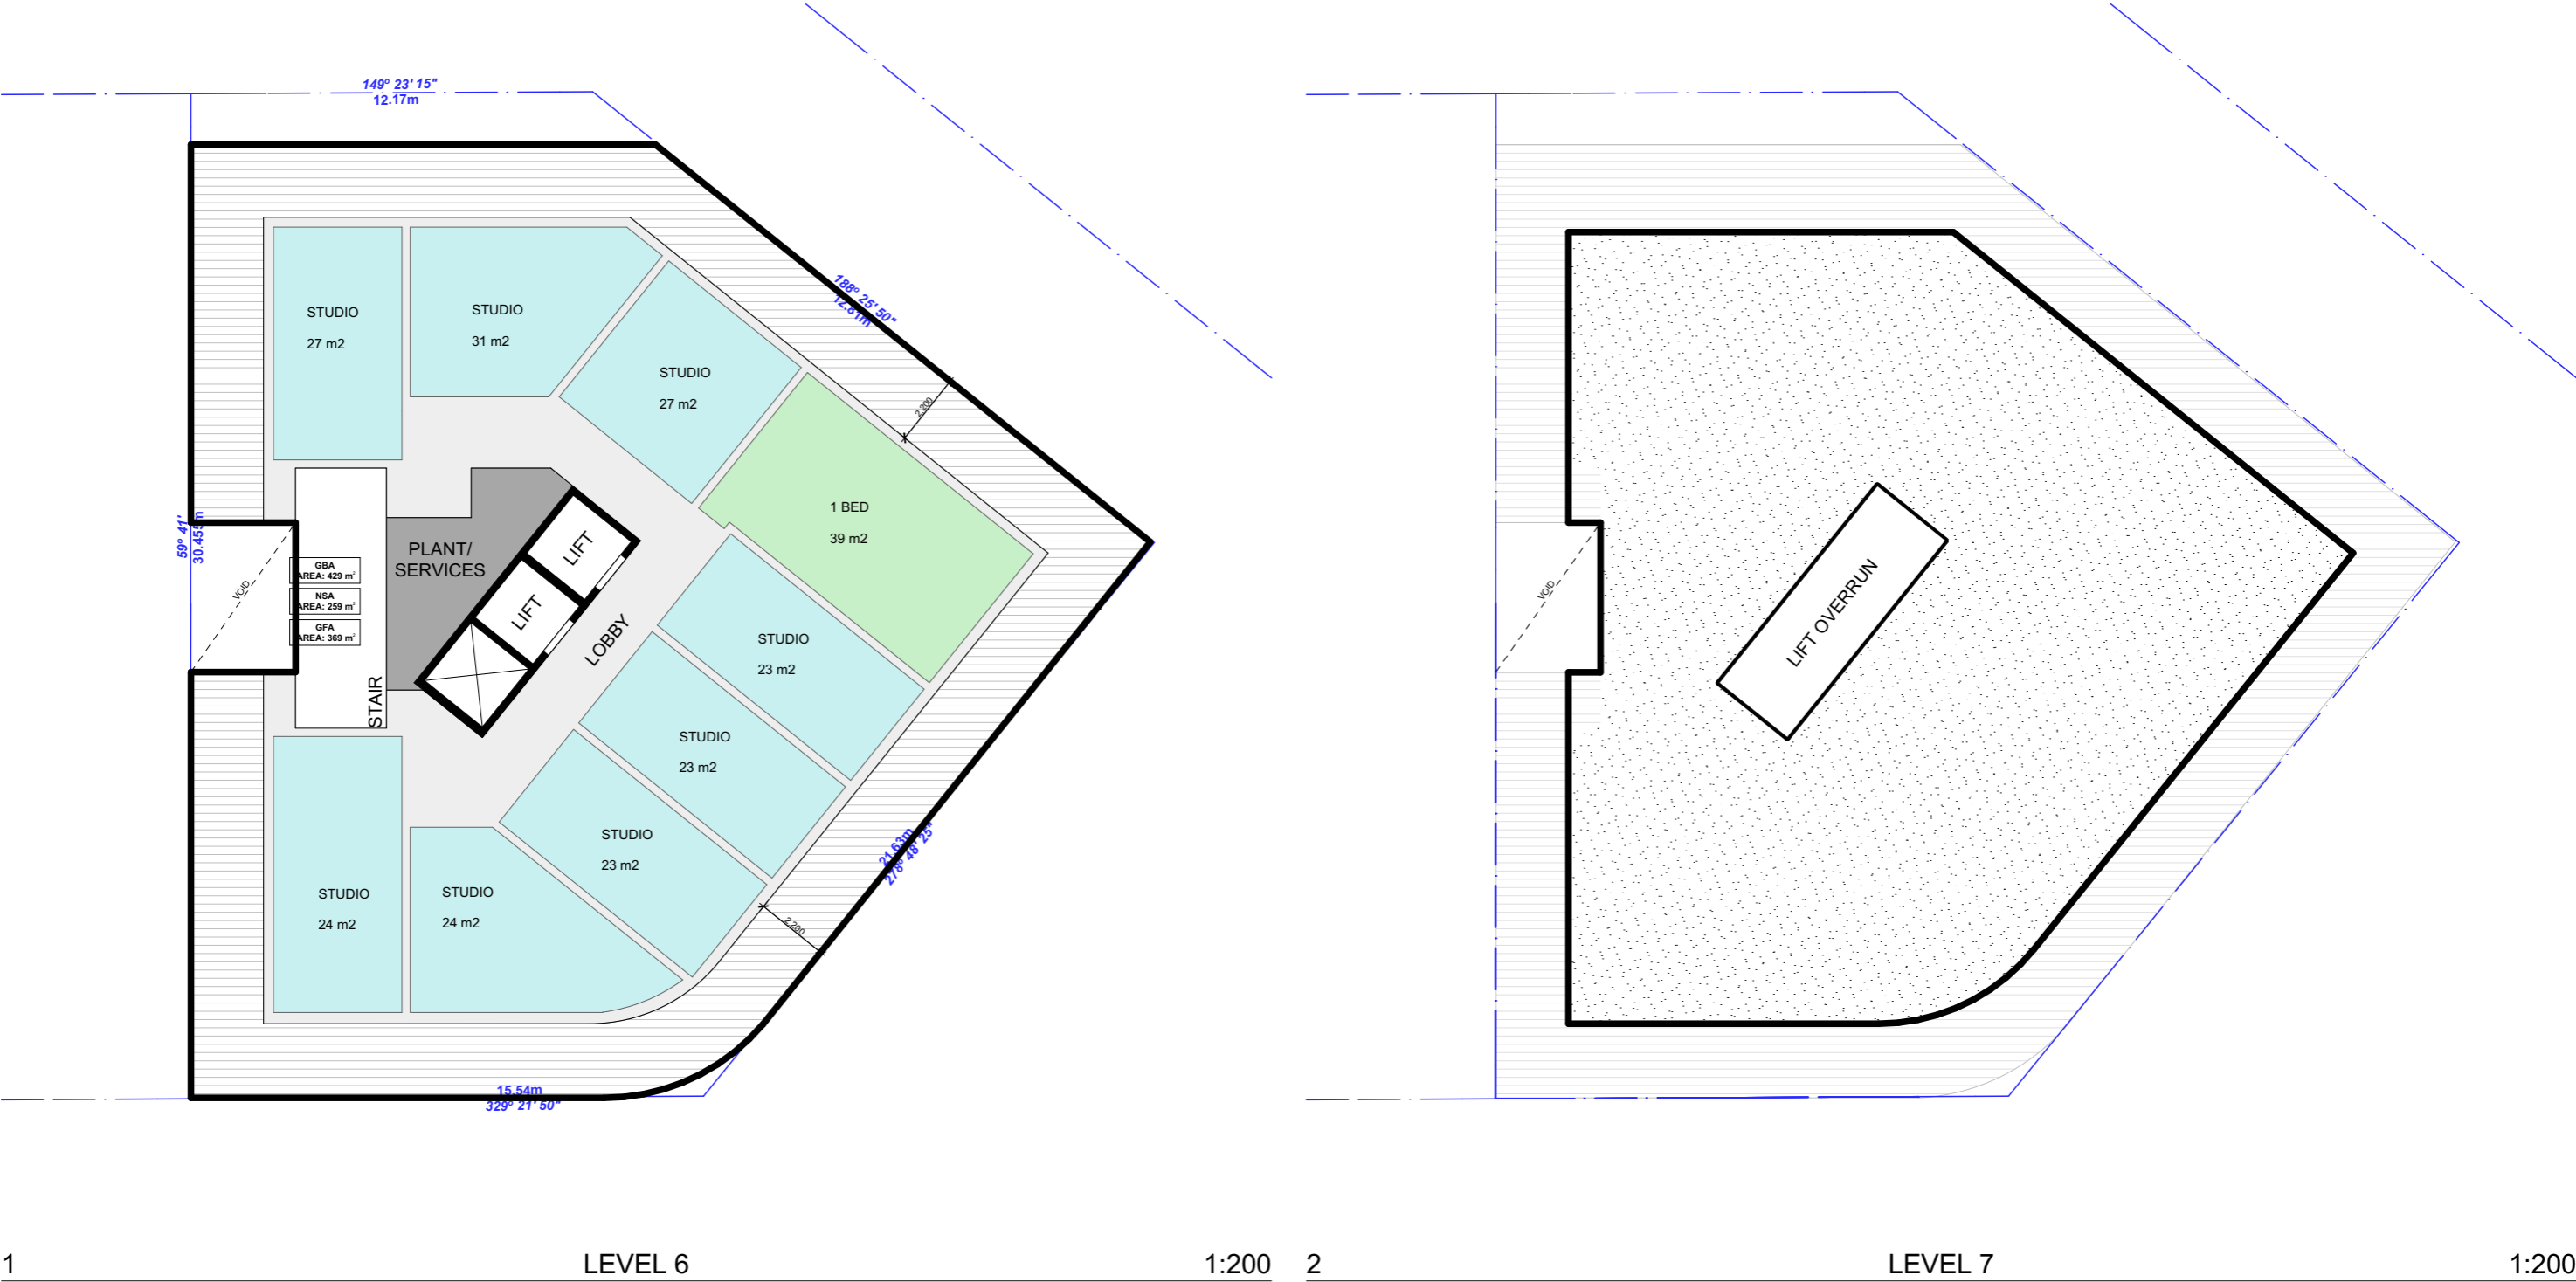 149° 23' 15"
12.17m
188° 25' 50"
12.81m
STUDIO
27 m2
STUDIO
31 m2
STUDIO
27 m2
2,200
1 BED
39 m2
59° 41'
30.455m
VOID
GBA
AREA: 429 m²
NSA
AREA: 259 m²
GFA
AREA: 369 m²
STAIR
PLANT/
SERVICES
LIFT
LIFT
LOBBY
STUDIO
23 m2
STUDIO
23 m2
STUDIO
23 m2
STUDIO
24 m2
STUDIO
24 m2
2,200
21.63m
278° 48' 25"
15.54m
329° 21' 50"
VOID
LIFT OVERRUN
1
LEVEL 6
1:200
2
LEVEL 7
1:200